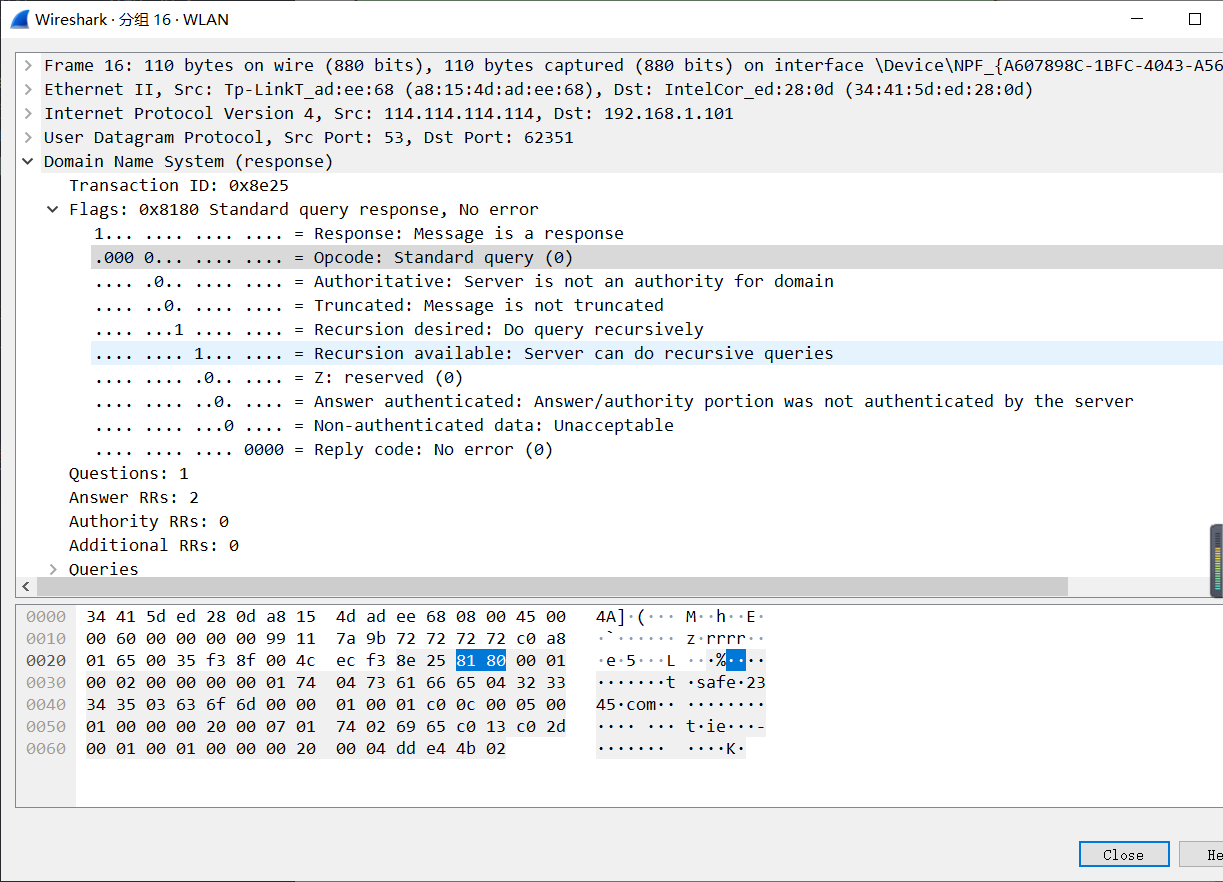 Wireshark · 分组 16 · WLAN
Frame 16: 110 bytes on wire (880 bits), 110 bytes captured (880 bits) on interface \Device\NPF_{A607898C-1BFC-4043-A56
Ethernet II, Src: Tp-LinkT_ad:ee:68 (a8:15:4d:ad:ee:68), Dst: IntelCor_ed:28:0d (34:41:5d:ed:28:0d)
Internet Protocol Version 4, Src: 114.114.114.114, Dst: 192.168.1.101
User Datagram Protocol, Src Port: 53, Dst Port: 62351
Domain Name System (response)
Transaction ID: 0x8e25
Flags: 0x8180 Standard query response, No error
1... .... .... .... = Response: Message is a response
.000 0... .... .... = Opcode: Standard query (0)
.... .0.. .... .... = Authoritative: Server is not an authority for domain
.... ..0. .... .... = Truncated: Message is not truncated
.... ...1 .... .... = Recursion desired: Do query recursively
.... .... 1... .... = Recursion available: Server can do recursive queries
.... .... .0.. .... = Z: reserved (0)
.... .... ..0. .... = Answer authenticated: Answer/authority portion was not authenticated by the server
.... .... ...0 .... = Non-authenticated data: Unacceptable
.... .... .... 0000 = Reply code: No error (0)
Questions: 1
Answer RRs: 2
Authority RRs: 0
Additional RRs: 0
Queries
0000 34 41 5d ed 28 0d a8 15 4d ad ee 68 08 00 45 00 4A]·(··· M··h··E·
0010 00 60 00 00 00 00 99 11 7a 9b 72 72 72 72 c0 a8 ·`······ z·rrrr··
0020 01 65 00 35 f3 8f 00 4c ec f3 8e 25 81 80 00 01 ·e·5···L ···%····
0030 00 02 00 00 00 00 01 74 04 73 61 66 65 04 32 33 ·······t ·safe·23
0040 34 35 03 63 6f 6d 00 00 01 00 01 c0 0c 00 05 00 45·com·· ········
0050 01 00 00 00 20 00 07 01 74 02 69 65 c0 13 c0 2d ···· ··· t·ie···-
0060 00 01 00 01 00 00 00 20 00 04 dd e4 4b 02 ······· ····K·
Close
He